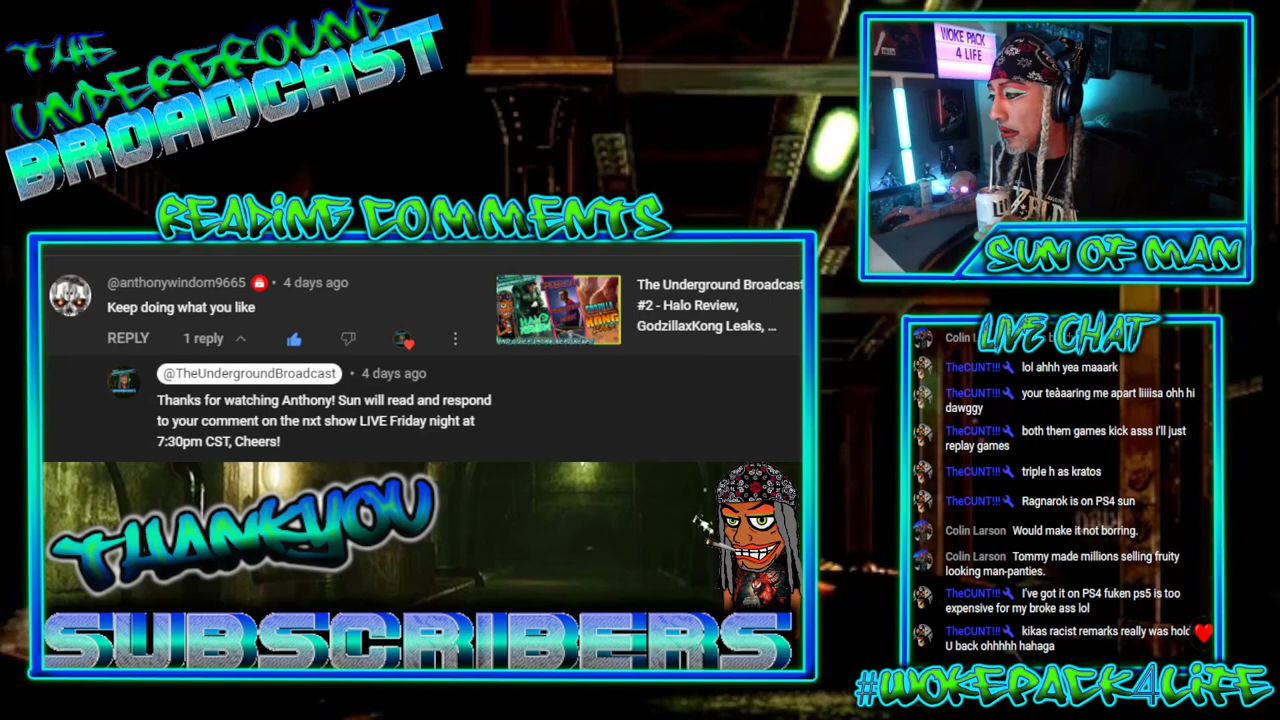 THE
UNDERGROUND
BROADCAST
READING COMMENTS
@anthonywindom9665 • 4 days ago
Keep doing what you like
REPLY 1 reply
@TheUndergroundBroadcast • 4 days ago
Thanks for watching Anthony! Sun will read and respond
to your comment on the nxt show LIVE Friday night at
7:30pm CST, Cheers!
The Underground Broadcast
#2 - Halo Review,
GodzillaxKong Leaks, ...
THANKYOU
SUBSCRIBERS
WOKE PACK
4 LIFE
SUN OF MAN
LIVE CHAT
Colin
TheCUNT!!! lol ahhh yea maaark
TheCUNT!!! your teàaaring me apart liiiisa ohh hi
dawggy
TheCUNT!!! both them games kick asss I'll just
replay games
TheCUNT!!! triple h as kratos
TheCUNT!!! Ragnarok is on PS4 sun
Colin Larson Would make it not borring.
Colin Larson Tommy made millions selling fruity
looking man-panties.
TheCUNT!!! I've got it on PS4 fuken ps5 is too
expensive for my broke ass lol
TheCUNT!!! kikas racist remarks really was hold
U back ohhhhh hahaga
#WOKEPACK4LIFE